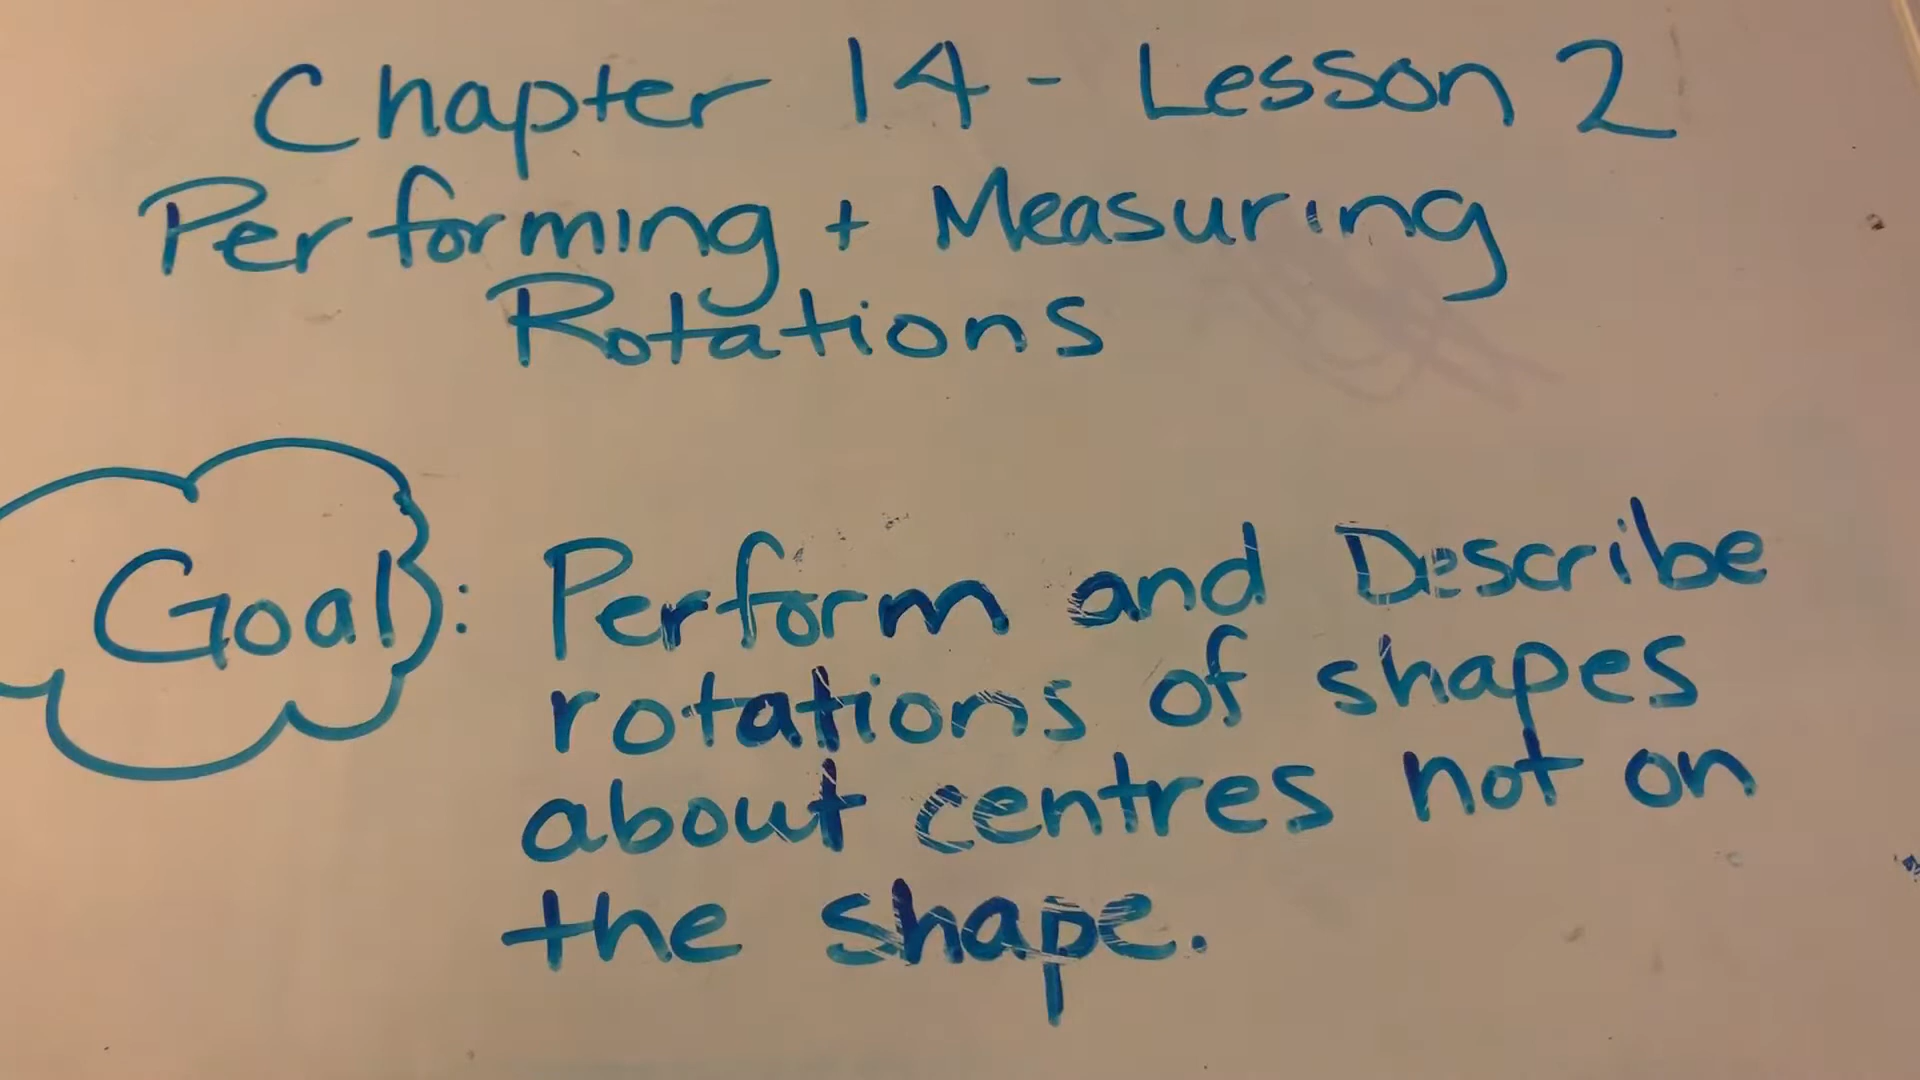 Chapter 14 - Lesson 2
Performing + Measuring
Rotations
Goal: Perform and Describe
rotations of shapes
about centres not on
the shape.